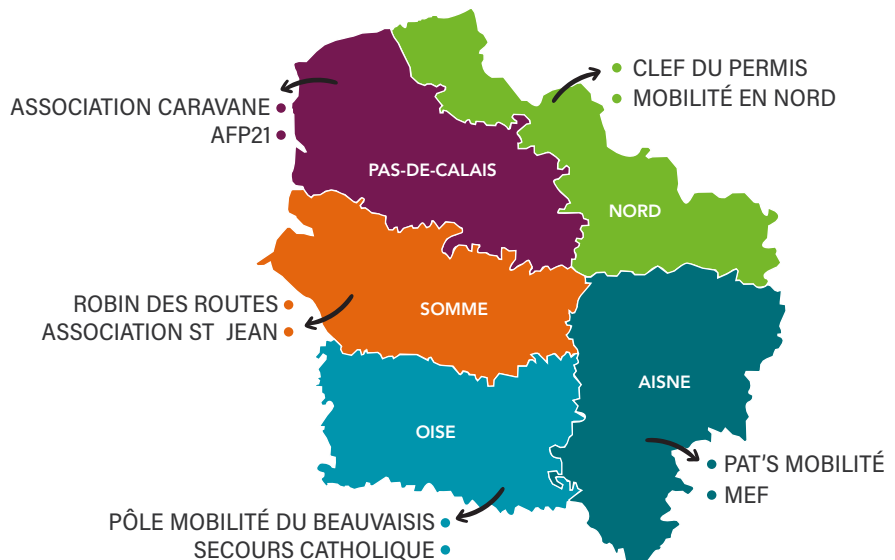 CLEF DU PERMIS
MOBILITÉ EN NORD
ASSOCIATION CARAVANE
AFP21
PAS-DE-CALAIS
NORD
ROBIN DES ROUTES
ASSOCIATION ST JEAN
SOMME
AISNE
OISE
PAT'S MOBILITÉ
MEF
PÔLE MOBILITÉ DU BEAUVAISIS
SECOURS CATHOLIQUE